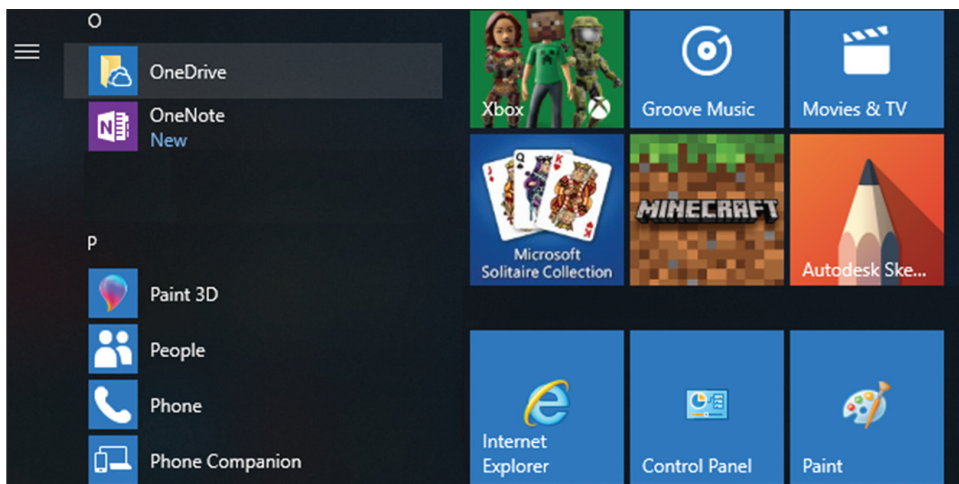 O
OneDrive
OneNote
New
P
Paint 3D
People
Phone
Phone Companion
Xbox
Groove Music
Movies & TV
J
Q
K
K
Microsoft
Solitaire Collection
MINECRAFT
Autodesk Ske...
Internet
Explorer
Control Panel
Paint